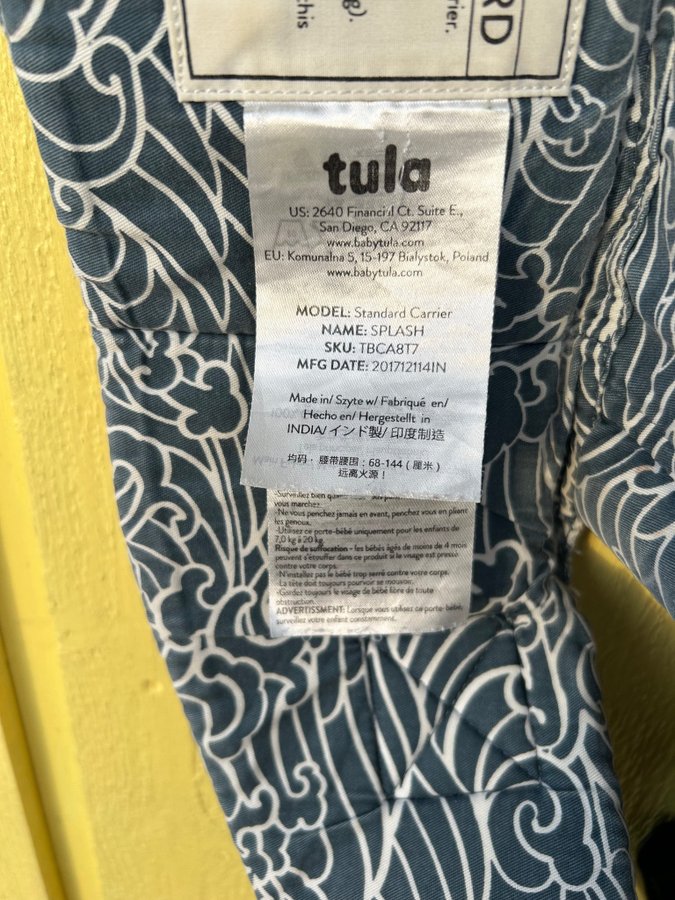 g).
chis
rier.
RD
tula
US: 2640 Financial Ct. Suite E.,
San Diego, CA 92117
www.babytula.com
EU: Komunalna 5, 15-197 Bialystok, Poland
www.babytula.com
MODEL: Standard Carrier
NAME: SPLASH
SKU: TBCA8T7
MFG DATE: 201712114IN
Made in/ Szyte w/ Fabriqué en/
Hecho en/ Hergestellt in
INDIA/インド製/印度制造
均码 · 腰带腰围：68-144（厘米）
远离火源！
·Surveillez bien
vous marchez.
·Ne vous penchez jamais en avant, penchez vous en plient
les genoux.
·Utilisez ce porte-bébé uniquement pour les enfants de
7,0 kg à 20 kg.
Risque de suffocation - les bébés âgés de moins de 4 mois
peuvent s'étouffer dans ce produit si le visage est pressé
contre votre corps.
·N'installez pas le bébé trop serré contre votre corps.
·La tête doit toujours pouvoir se mouvoir.
·Gardez toujours le visage de bébé libre de toute
obstruction.
ADVERTISSMENT: Lorsque vous utilisez ce porte-bébé,
surveillez votre enfant constamment.